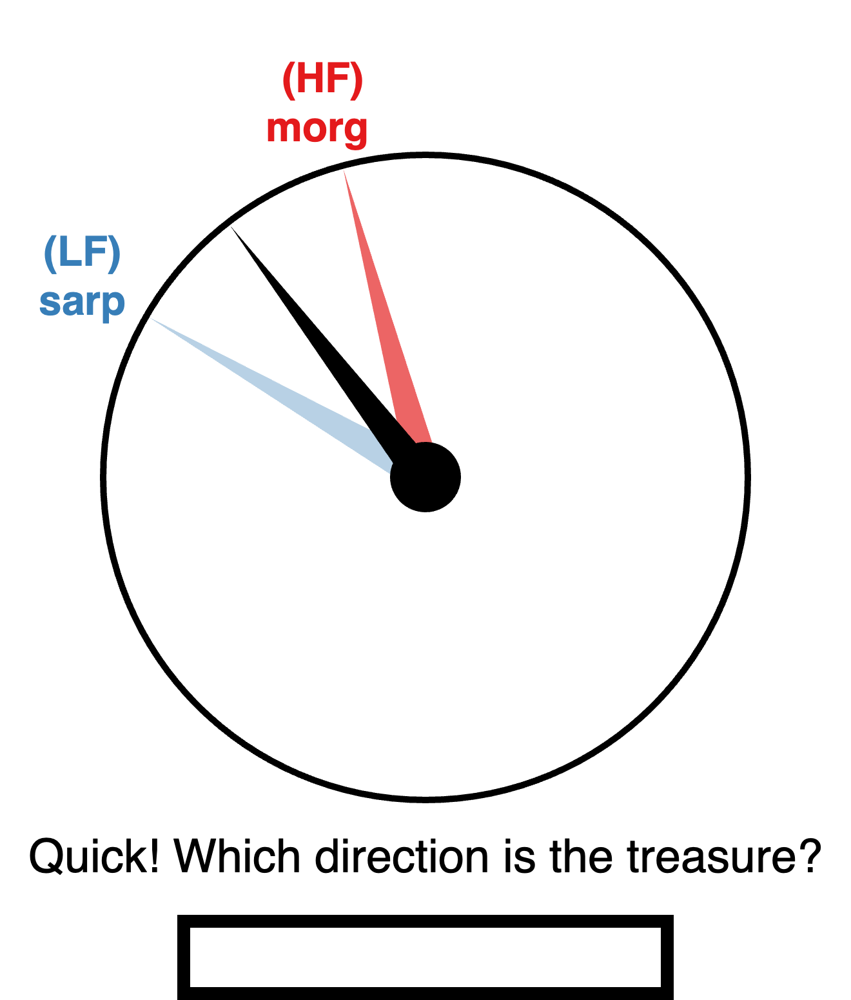 (HF)
morg
(LF)
sarp
Quick! Which direction is the treasure?